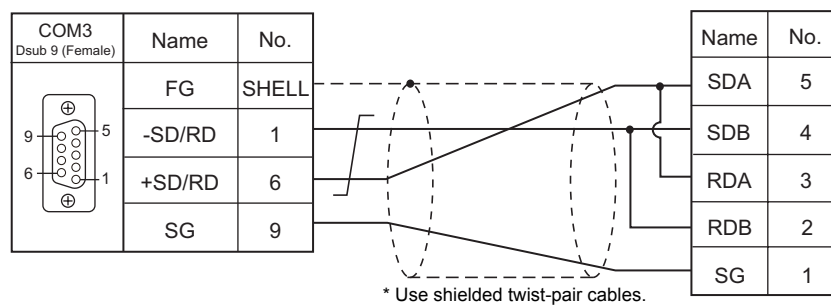 COM3
Dsub 9 (Female)
Name No.
FG SHELL
-SD/RD 1
+SD/RD 6
SG 9
9 5
6 1
Name No.
SDA 5
SDB 4
RDA 3
RDB 2
SG 1
* Use shielded twist-pair cables.